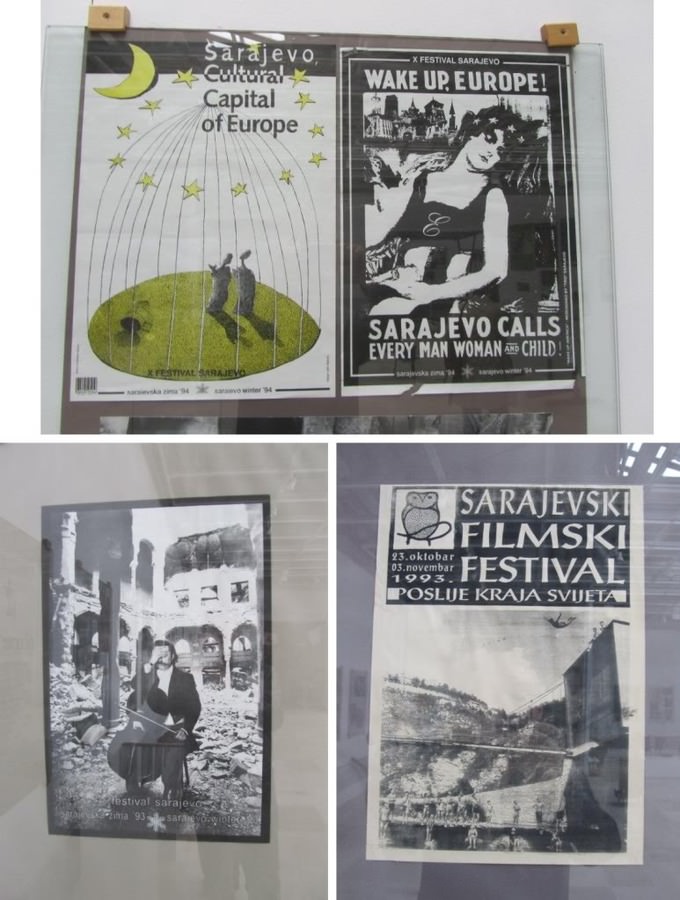 Sarajevo,
Cultural
Capital
of Europe
X FESTIVAL SARAJEVO
sarajevska zima '94 sarajevo winter '94
X FESTIVAL SARAJEVO
WAKE UP, EUROPE!
E
SARAJEVO CALLS
EVERY MAN WOMAN AND CHILD
sarajevska zima '94 sarajevo winter '94
festival sarajevo
sarajevska zima '93 sarajevo winter
SARAJEVSKI
FILMSKI
FESTIVAL
23. oktobar
03. novembar
1993.
POSLIJE KRAJA SVIJETA